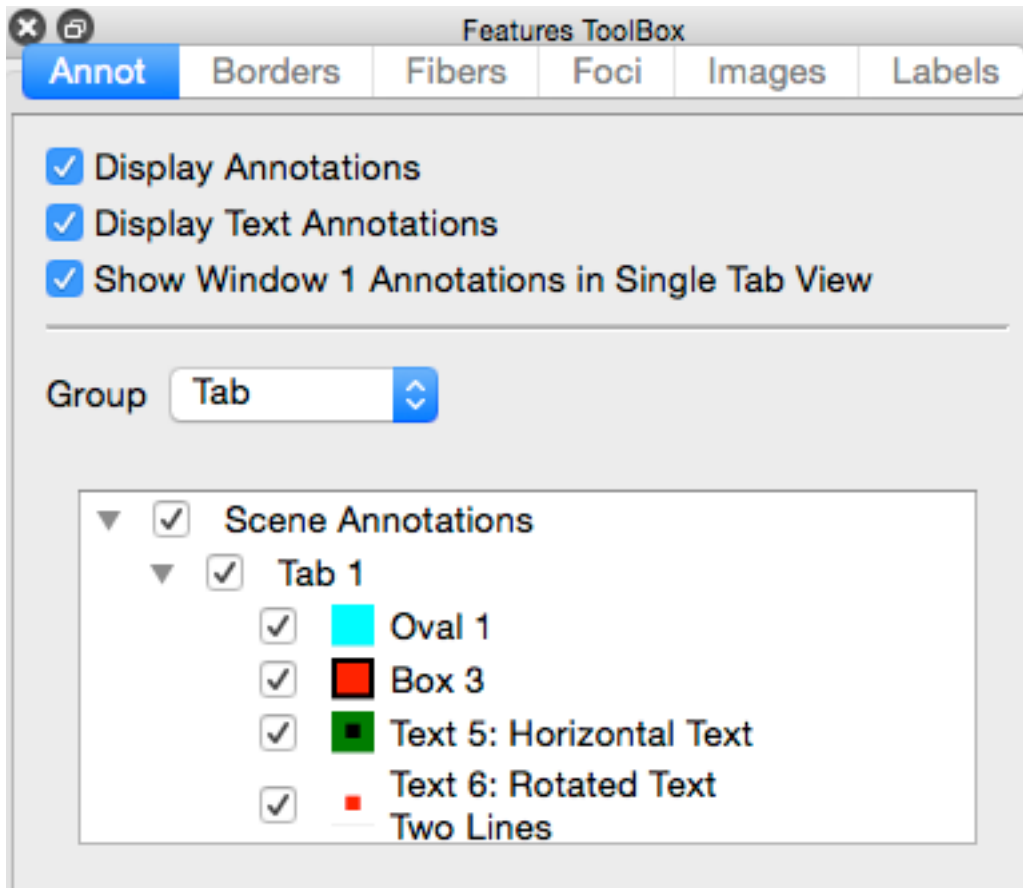 Features ToolBox
Annot Borders Fibers Foci Images Labels
Display Annotations
Display Text Annotations
Show Window 1 Annotations in Single Tab View
Group Tab
Scene Annotations
Tab 1
Oval 1
Box 3
Text 5: Horizontal Text
Text 6: Rotated Text
Two Lines